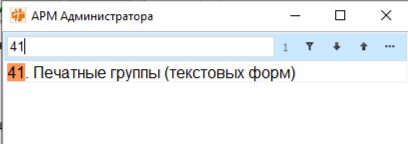 АРМ Администратора
41 1
41. Печатные группы (текстовых форм)